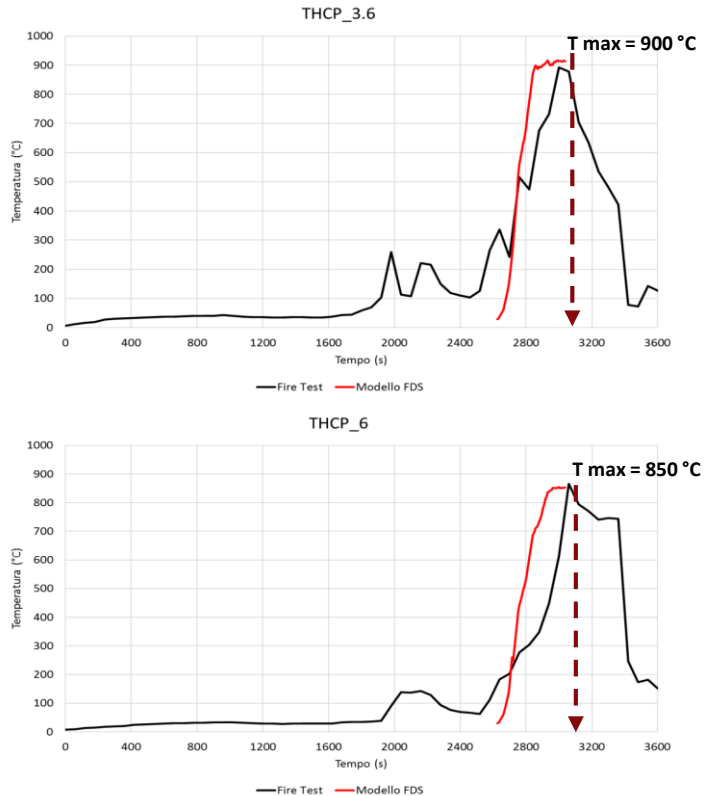 THCP_3.6
T max = 900 °C
1000
900
800
700
600
500
400
300
200
100
0
Temperatura (°C)
0 400 800 1200 1600 2000 2400 2800 3200 3600
Tempo (s)
Fire Test Modello FDS
THCP_6
T max = 850 °C
1000
900
800
700
600
500
400
300
200
100
0
Temperatura (°C)
0 400 800 1200 1600 2000 2400 2800 3200 3600
Tempo (s)
Fire Test Modello FDS